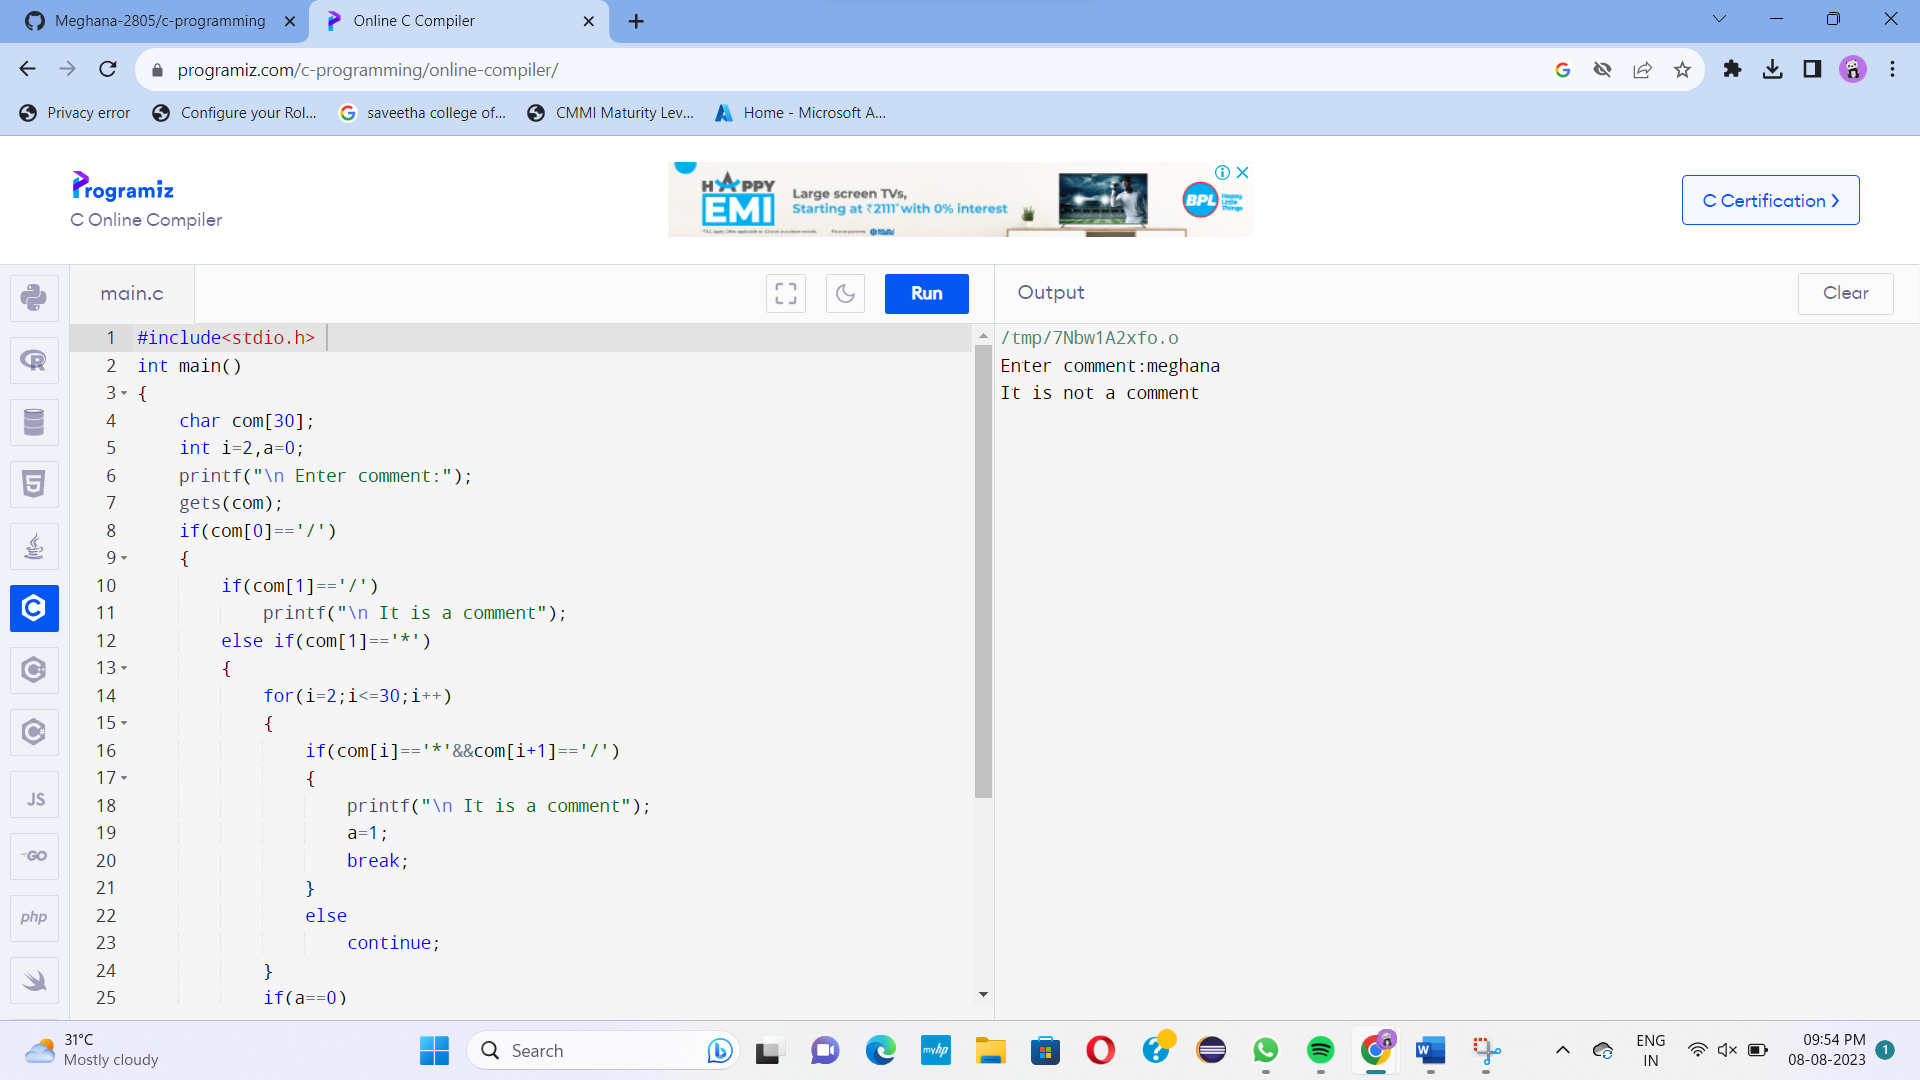 Meghana-2805/c-programming
Online C Compiler
programiz.com/c-programming/online-compiler/
Privacy error
Configure your Rol...
saveetha college of...
CMMI Maturity Lev...
Home - Microsoft A...
Programiz
C Online Compiler
HAPPY
EMI
Large screen TVs,
Starting at ₹2111* with 0% interest
BPL
Happy
Little
Things
C Certification
main.c
Run
Output
Clear
1 #include<stdio.h>
2 int main()
3 {
4 char com[30];
5 int i=2,a=0;
6 printf("\n Enter comment:");
7 gets(com);
8 if(com[0]=='/')
9 {
10 if(com[1]=='/')
11 printf("\n It is a comment");
12 else if(com[1]=='*')
13 {
14 for(i=2;i<=30;i++)
15 {
16 if(com[i]=='*'&&com[i+1]=='/')
17 {
18 printf("\n It is a comment");
19 a=1;
20 break;
21 }
22 else
23 continue;
24 }
25 if(a==0)
/tmp/7Nbw1A2xfo.o
Enter comment:meghana
It is not a comment
JS
GO
php
31°C
Mostly cloudy
Search
myhp
ENG
IN
09:54 PM
08-08-2023
1